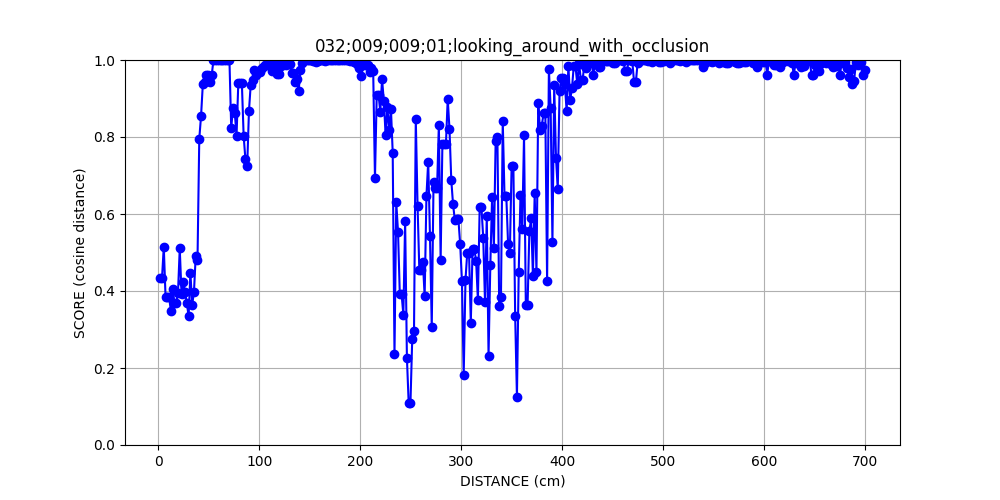 032;009;009;01;looking_around_with_occlusion
SCORE (cosine distance)
1.0
0.8
0.6
0.4
0.2
0.0
0 100 200 300 400 500 600 700
DISTANCE (cm)